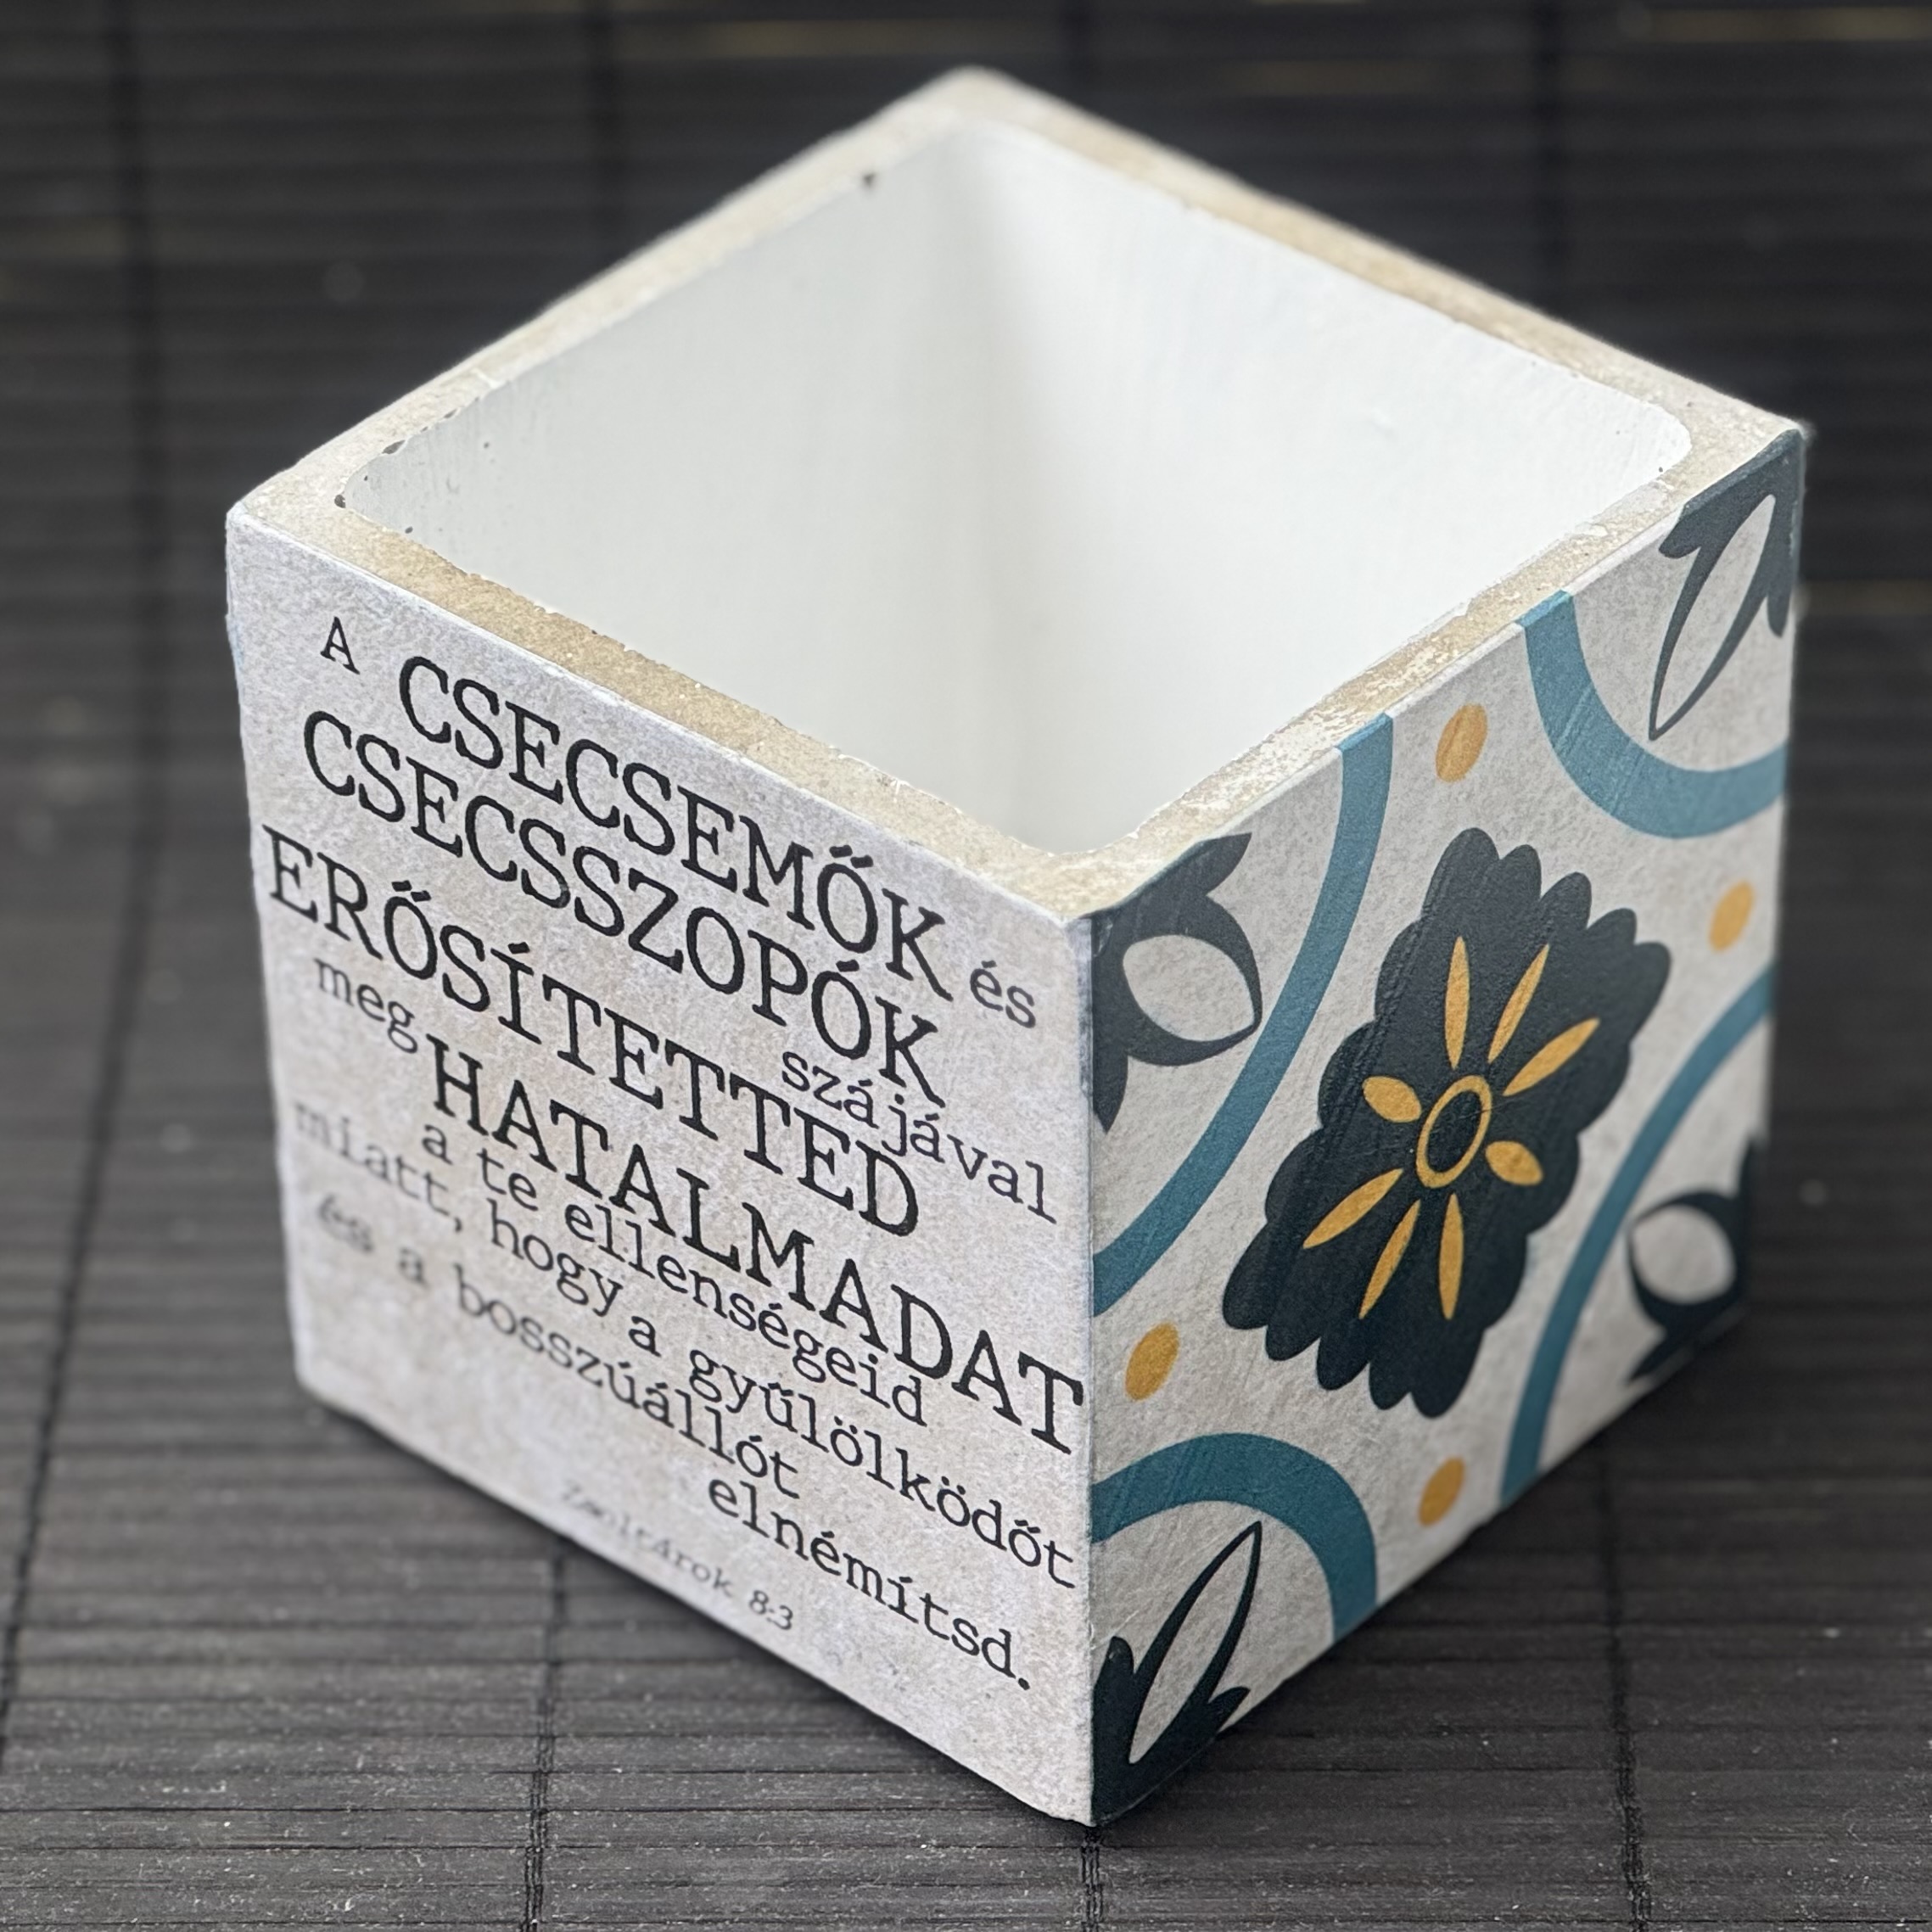 A CSECSEMŐK és
CSECSSZOPÓK szájával
ERŐSÍTETTED
meg HATALMADAT
a te ellenségeid
miatt, hogy a gyűlölködőt
és a bosszúállót
elnémítsd.
Zsoltárok 8:3